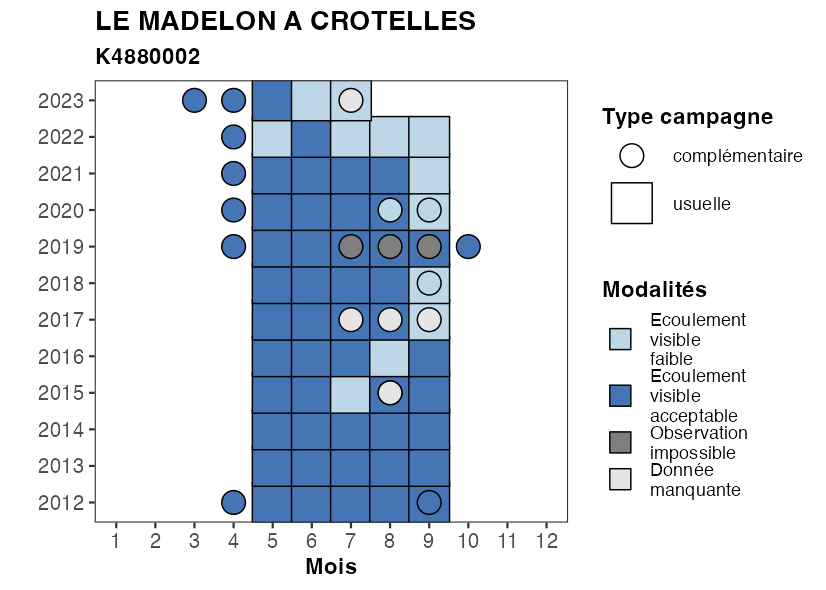 LE MADELON A CROTELLES
K4880002
2023
2022
2021
2020
2019
2018
2017
2016
2015
2014
2013
2012
1 2 3 4 5 6 7 8 9 10 11 12
Mois
Type campagne
complémentaire
usuelle
Modalités
Ecoulement
visible
faible
Ecoulement
visible
acceptable
Observation
impossible
Donnée
manquante